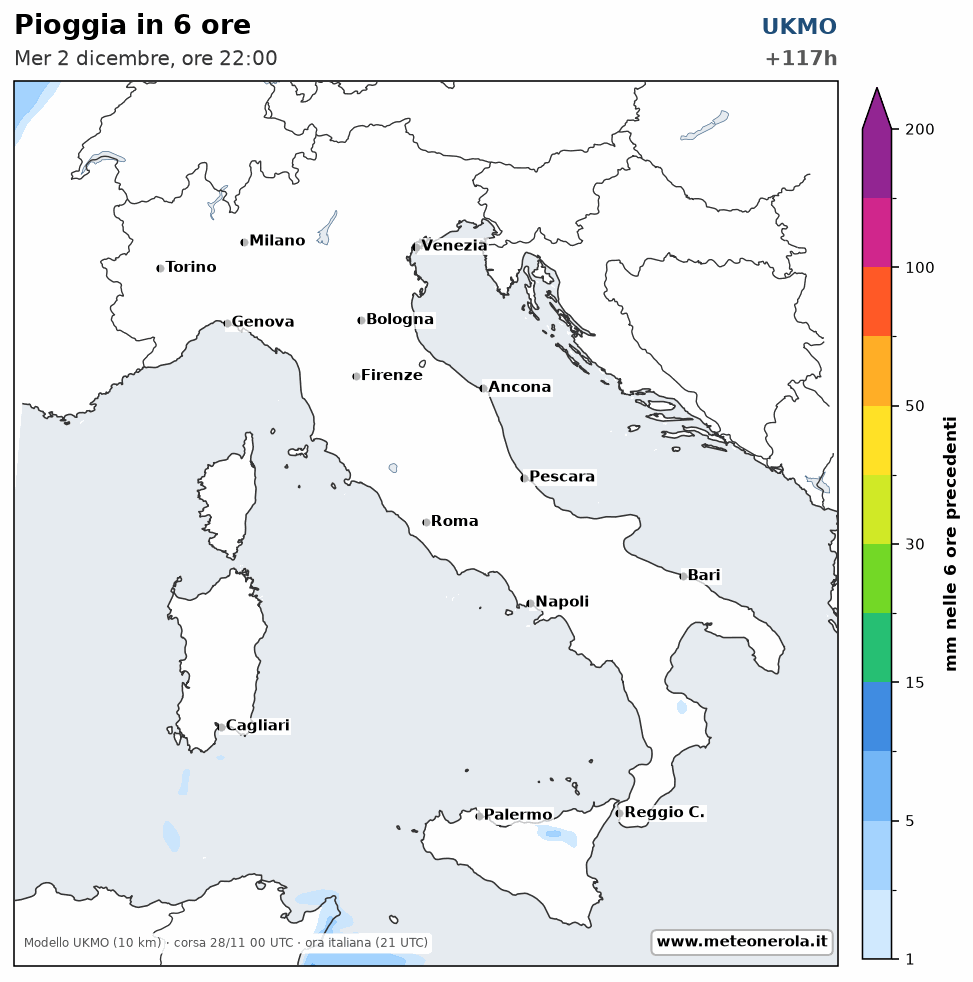 Pioggia in 6 ore
UKMO
Mer 2 dicembre, ore 22:00
+117h
200
Milano
Venezia
Torino
100
Genova
Bologna
Firenze
Ancona
50
Pescara
Roma
30
Bari
Napoli
mm nelle 6 ore precedenti
15
Cagliari
Palermo
Reggio C.
5
Modello UKMO (10 km) · corsa 28/11 00 UTC · ora italiana (21 UTC)
www.meteonerola.it
1